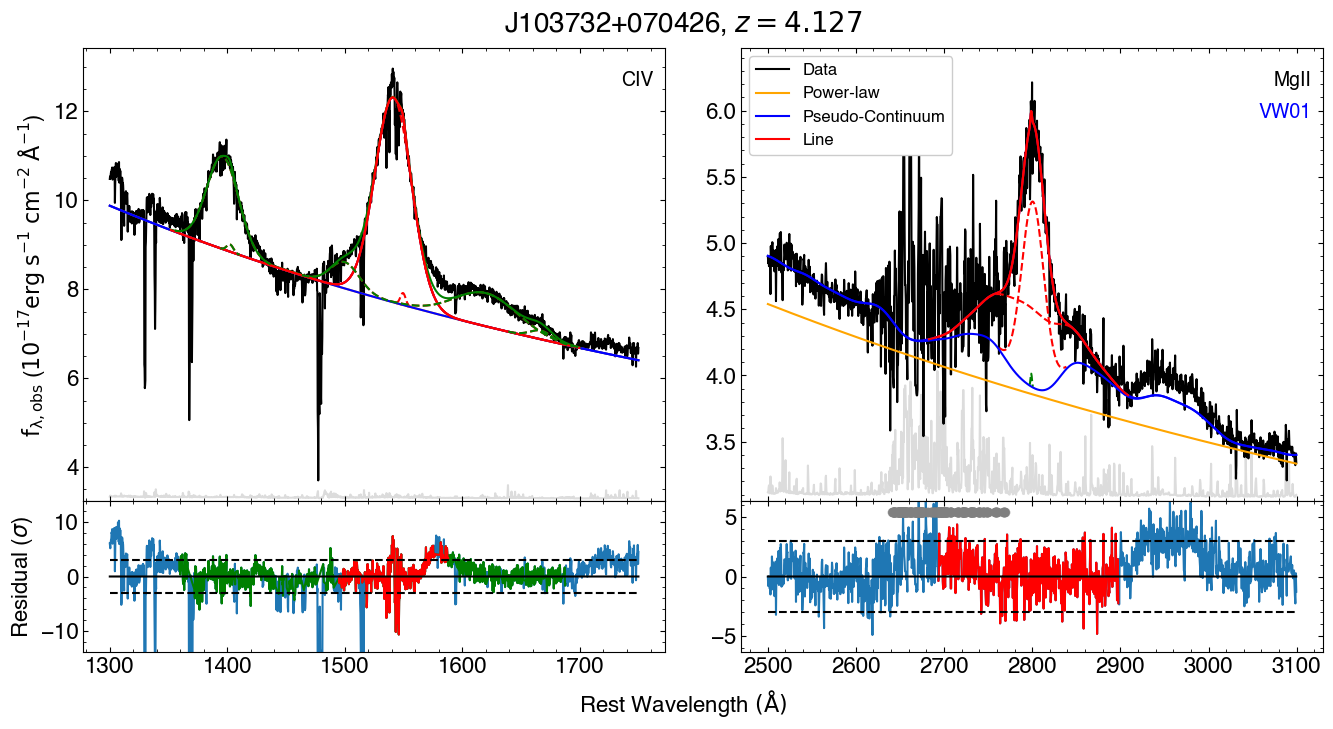 J103732+070426, z = 4.127
CIV
12
10
8
6
4
f_λ,obs (10⁻¹⁷erg s⁻¹ cm⁻² Å⁻¹)
Data
Power-law
Pseudo-Continuum
Line
MgII
VW01
6.0
5.5
5.0
4.5
4.0
3.5
10
0
−10
Residual (σ)
1300 1400 1500 1600 1700
5
0
−5
2500 2600 2700 2800 2900 3000 3100
Rest Wavelength (Å)